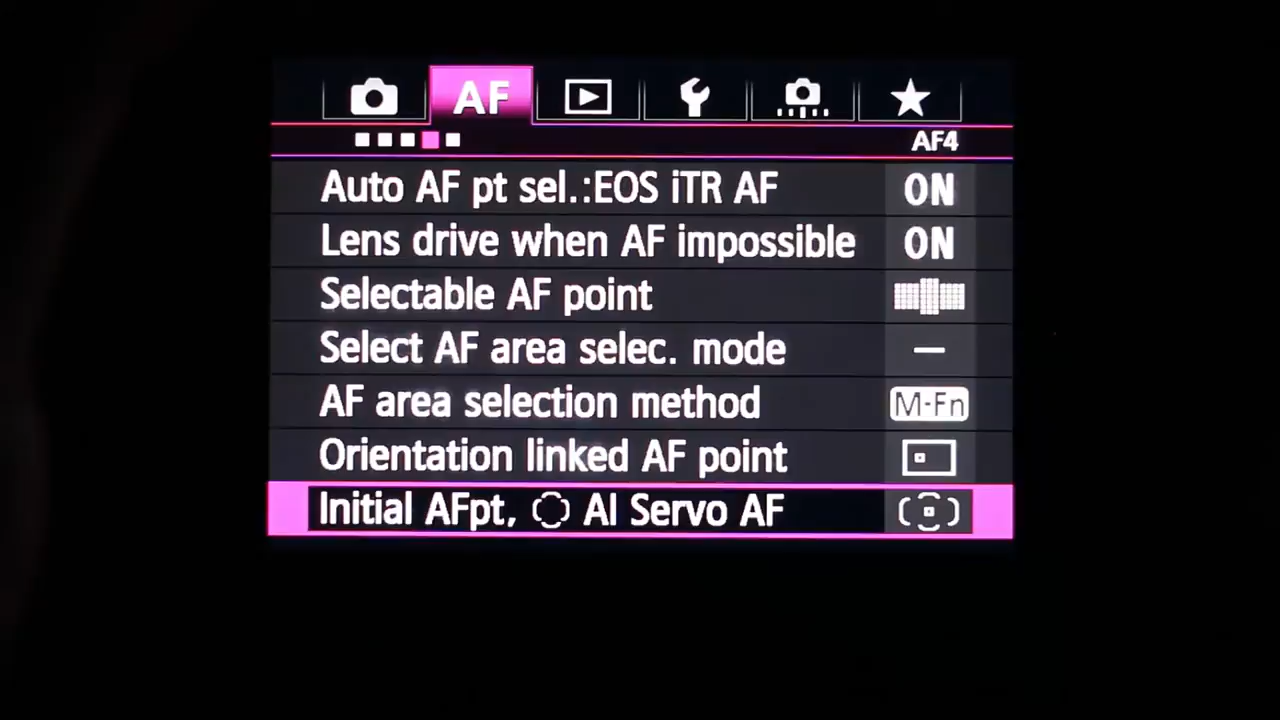 AF
AF4
Auto AF pt sel.:EOS iTR AF ON
Lens drive when AF impossible ON
Selectable AF point
Select AF area selec. mode —
AF area selection method M-Fn
Orientation linked AF point
Initial AFpt, AI Servo AF